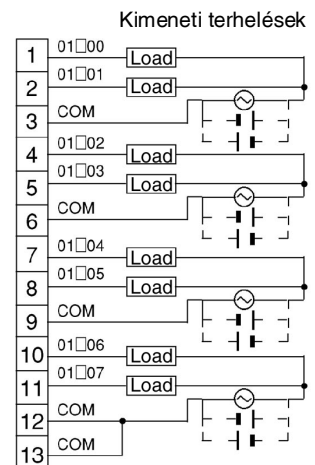 Kimeneti terhelések
1 01□00 Load
2 01□01 Load
3 COM
4 01□02 Load
5 01□03 Load
6 COM
7 01□04 Load
8 01□05 Load
9 COM
10 01□06 Load
11 01□07 Load
12 COM
13 COM